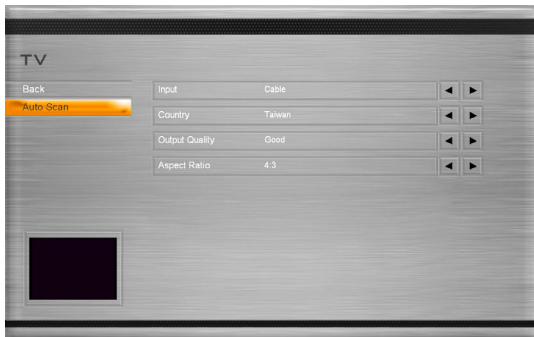 TV
Back
Auto Scan
Input Cable
Country Taiwan
Output Quality Good
Aspect Ratio 4:3